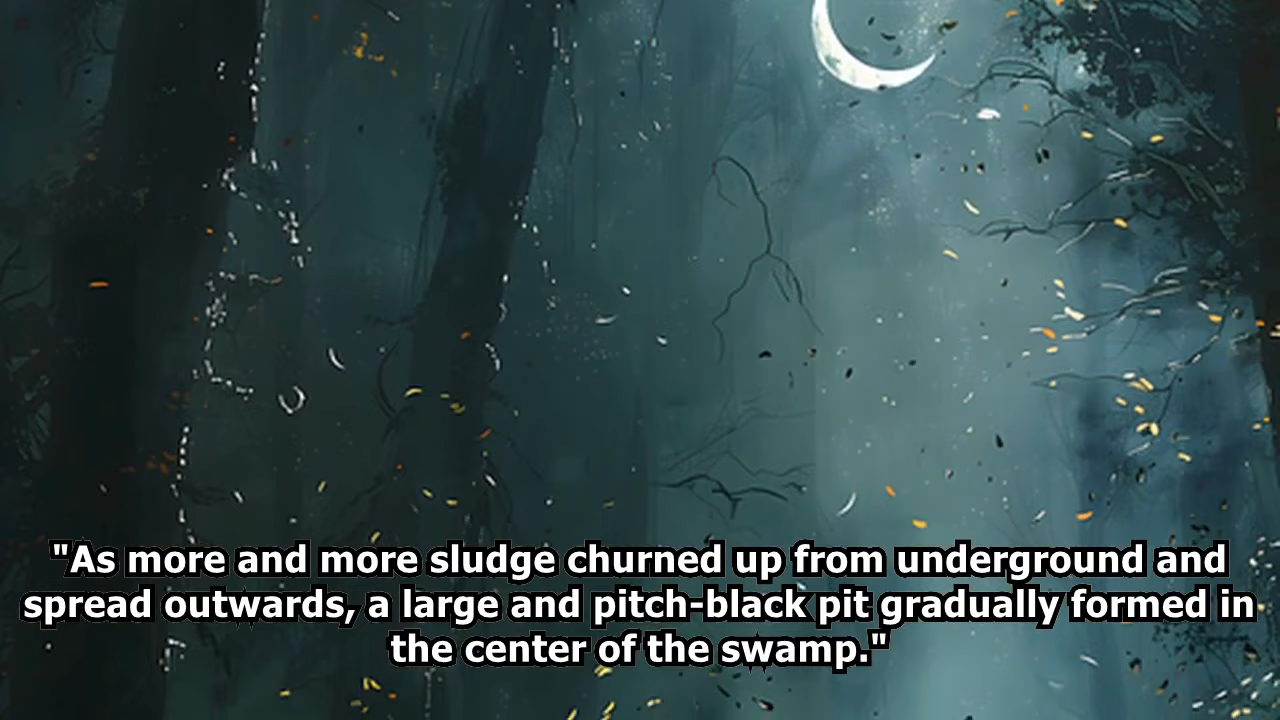 "As more and more sludge churned up from underground and
spread outwards, a large and pitch-black pit gradually formed in
the center of the swamp."